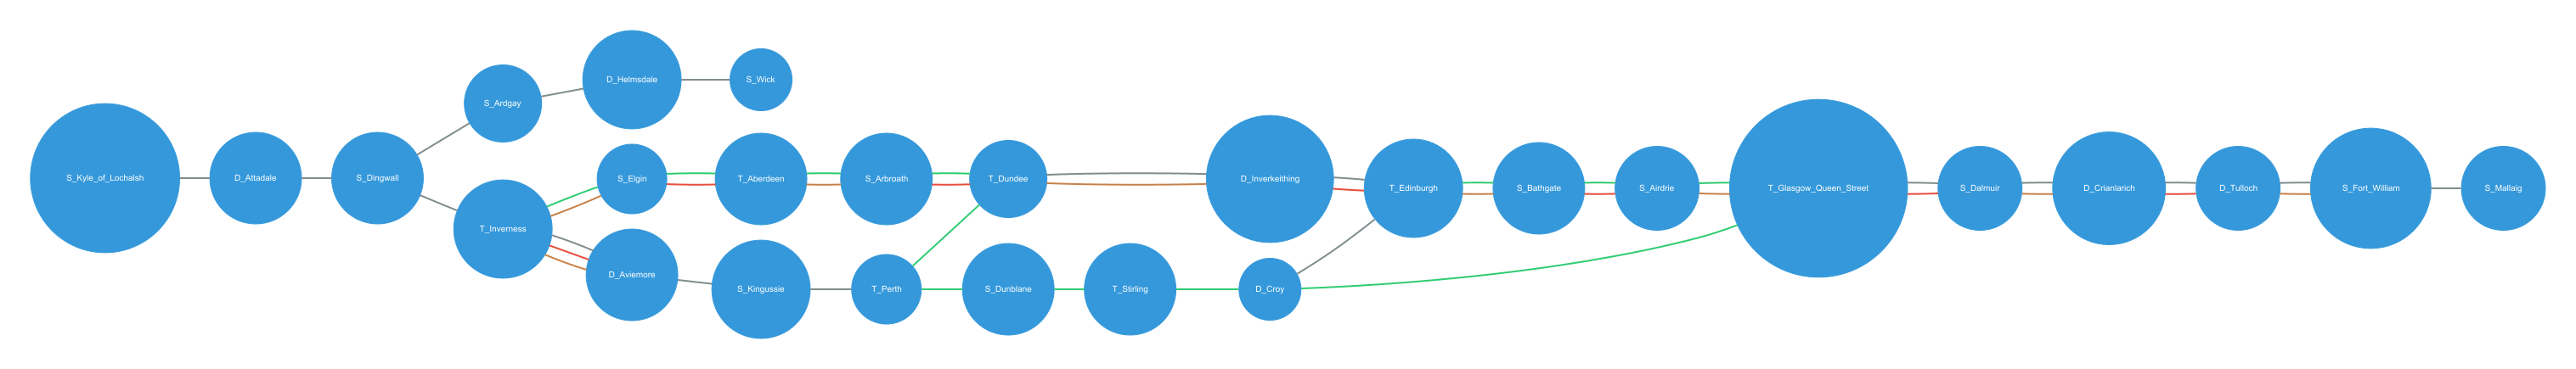 S_Kyle_of_Lochalsh
D_Attadale
S_Dingwall
S_Ardgay
D_Helmsdale
S_Wick
T_Inverness
S_Elgin
T_Aberdeen
S_Arbroath
T_Dundee
D_Inverkeithing
T_Edinburgh
S_Bathgate
S_Airdrie
T_Glasgow_Queen_Street
S_Dalmuir
D_Crianlarich
D_Tulloch
S_Fort_William
S_Mallaig
D_Aviemore
S_Kingussie
T_Perth
S_Dunblane
T_Stirling
D_Croy